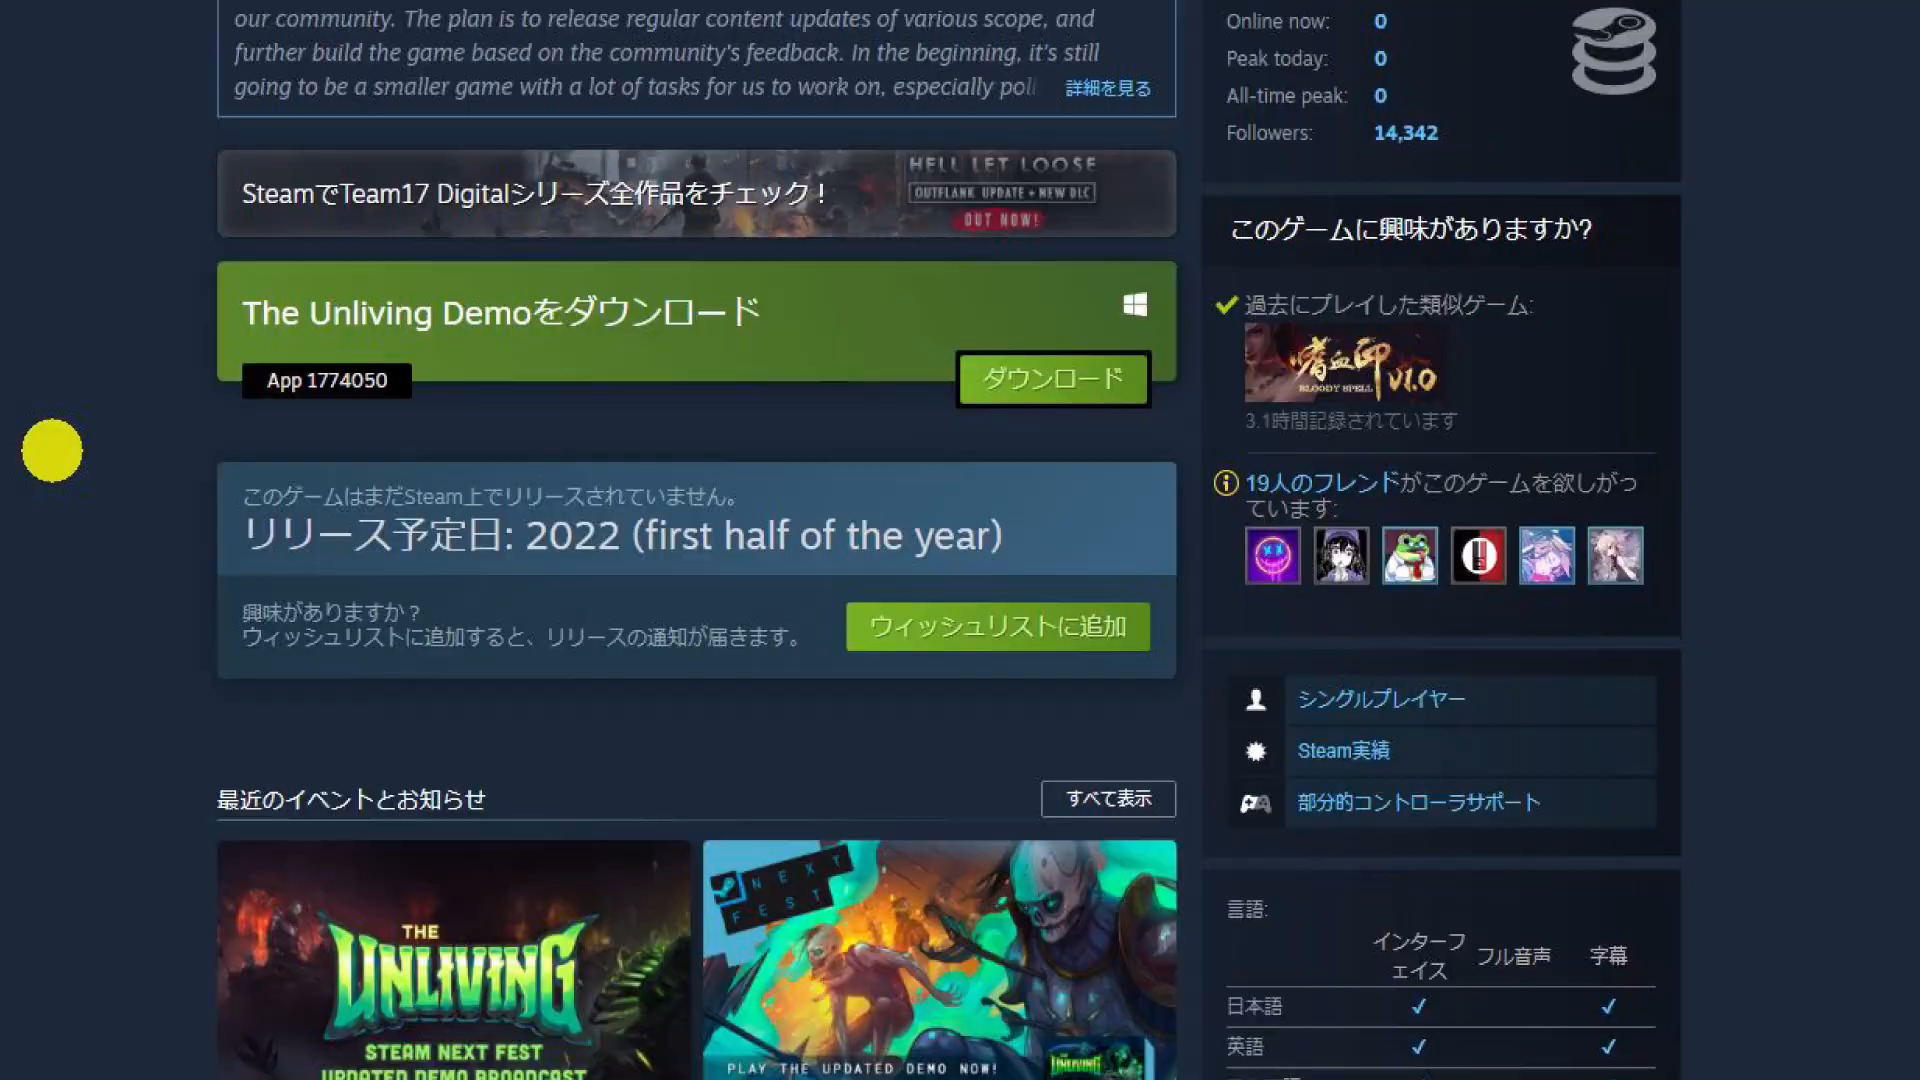 our community. The plan is to release regular content updates of various scope, and
further build the game based on the community's feedback. In the beginning, it's still
going to be a smaller game with a lot of tasks for us to work on, especially poli
詳細を見る
SteamでTeam17 Digitalシリーズ全作品をチェック！
HELL LET LOOSE
OUTFLANK UPDATE + NEW DLC
OUT NOW!
The Unliving Demoをダウンロード
App 1774050
ダウンロード
このゲームはまだSteam上でリリースされていません。
リリース予定日: 2022 (first half of the year)
興味がありますか？
ウィッシュリストに追加すると、リリースの通知が届きます。
ウィッシュリストに追加
最近のイベントとお知らせ
すべて表示
THE
UNLIVING
STEAM NEXT FEST
UPDATED DEMO BROADCAST
NEXT
FEST
PLAY THE UPDATED DEMO NOW!
THE
UNLIVING
Online now: 0
Peak today: 0
All-time peak: 0
Followers: 14,342
このゲームに興味がありますか?
過去にプレイした類似ゲーム:
嗜血印 V1.0
BLOODY SPELL
3.1時間記録されています
19人のフレンドがこのゲームを欲しがっ
ています:
シングルプレイヤー
Steam実績
部分的コントローラサポート
言語:
インターフ
ェイス
フル音声
字幕
日本語 ✓ ✓
英語 ✓ ✓